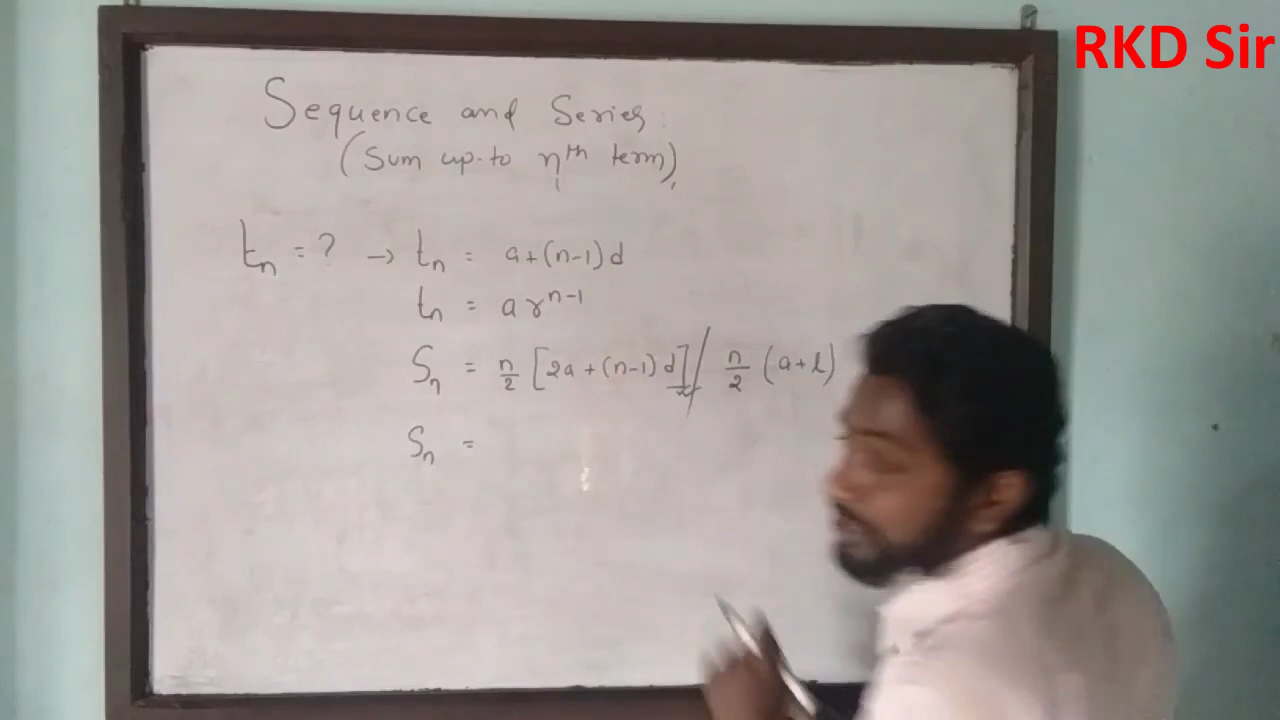 RKD Sir
Sequence and Series
(Sum up-to nth term)
tn = ? → tn = a+(n-1)d
tn = a r^n-1
Sn = n/2 [2a+(n-1)d] / n/2 (a+l)
Sn =